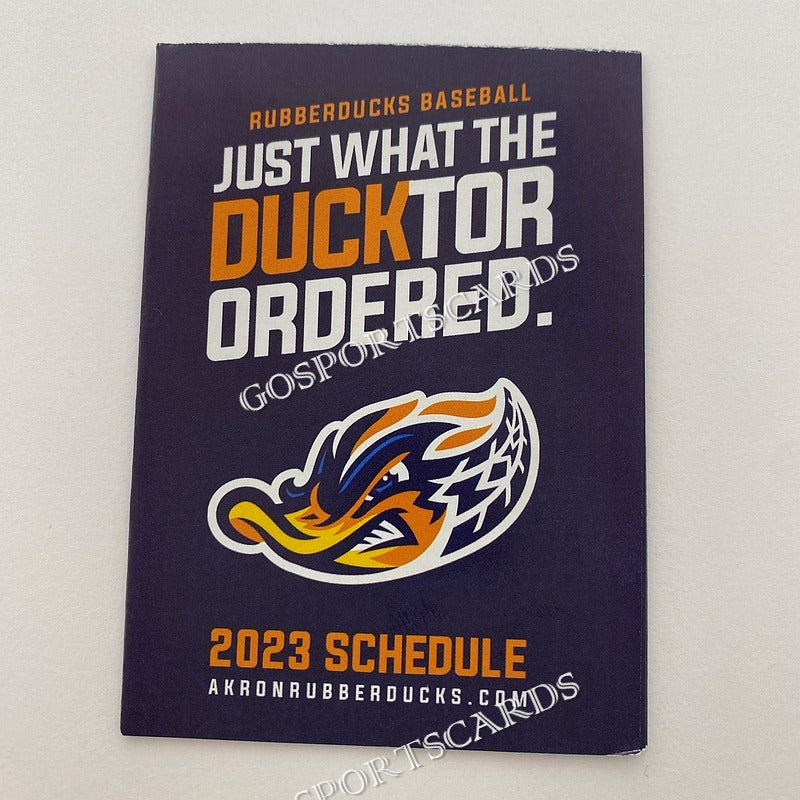 RUBBERDUCKS BASEBALL
JUST WHAT THE
DUCKTOR
ORDERED.
GOSPORTSCARDS
2023 SCHEDULE
AKRONRUBBERDUCKS.COM
GOSPORTSCARDS